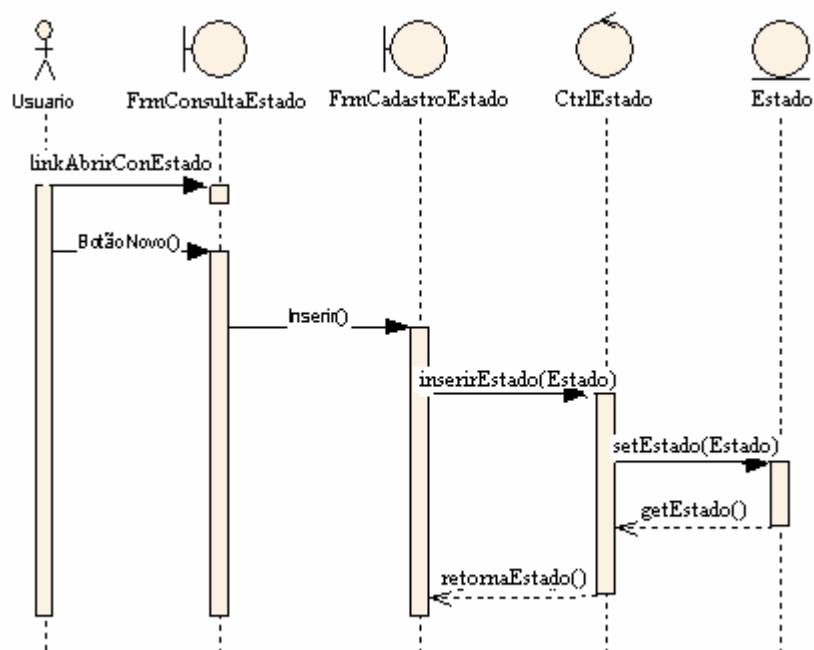 Usuario
FrmConsultaEstado
FrmCadastroEstado
CtrlEstado
Estado
linkAbrirConEstado
BotãoNovo()
Inserir()
inserirEstado(Estado)
setEstado(Estado)
getEstado()
retornaEstado()